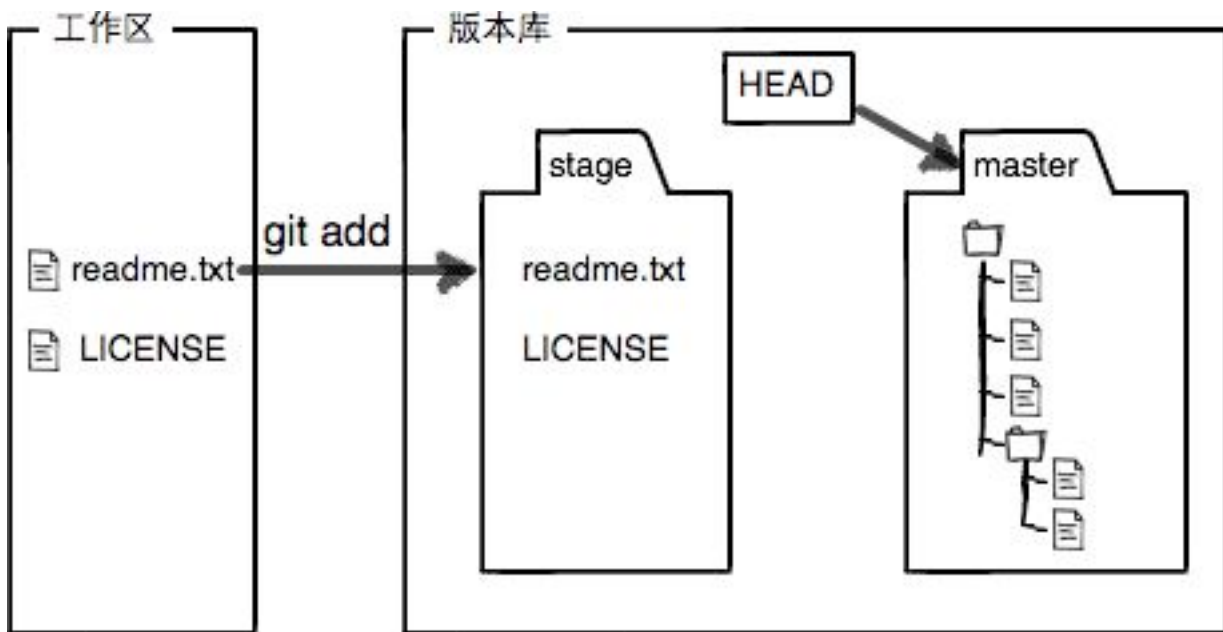 工作区
版本库
HEAD
stage
master
git add
readme.txt
readme.txt
LICENSE
LICENSE